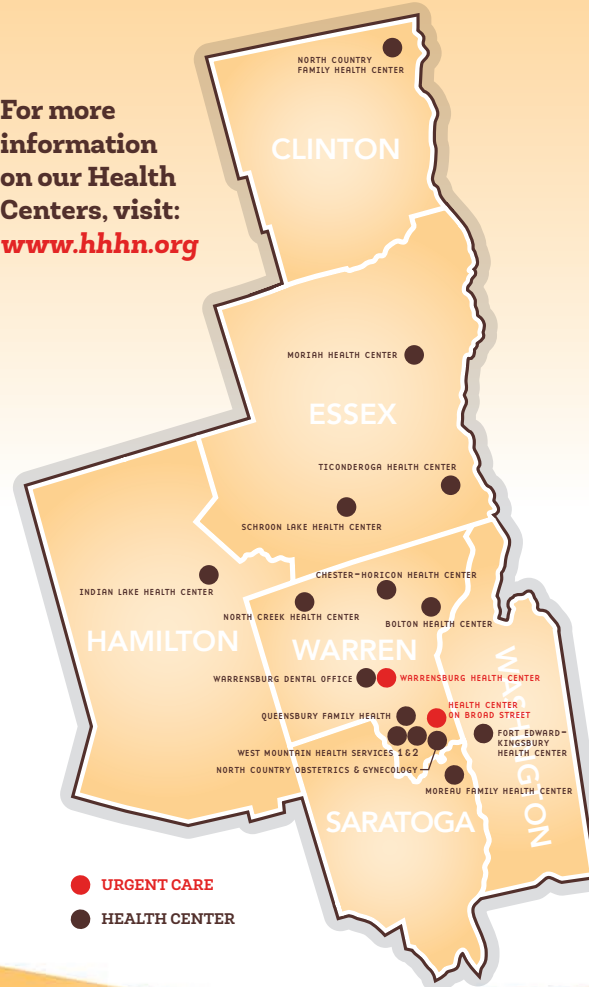 For more
information
on our Health
Centers, visit:
www.hhhn.org
NORTH COUNTRY
FAMILY HEALTH CENTER
CLINTON
MORIAH HEALTH CENTER
ESSEX
TICONDEROGA HEALTH CENTER
SCHROON LAKE HEALTH CENTER
CHESTER-HORICON HEALTH CENTER
INDIAN LAKE HEALTH CENTER
NORTH CREEK HEALTH CENTER
BOLTON HEALTH CENTER
HAMILTON
WARREN
WASHINGTON
WARRENSBURG DENTAL OFFICE
WARRENSBURG HEALTH CENTER
HEALTH CENTER
ON BROAD STREET
QUEENSBURY FAMILY HEALTH
FORT EDWARD-
KINGSBURY
HEALTH CENTER
WEST MOUNTAIN HEALTH SERVICES 1&2
NORTH COUNTRY OBSTETRICS & GYNECOLOGY
MOREAU FAMILY HEALTH CENTER
SARATOGA
URGENT CARE
HEALTH CENTER